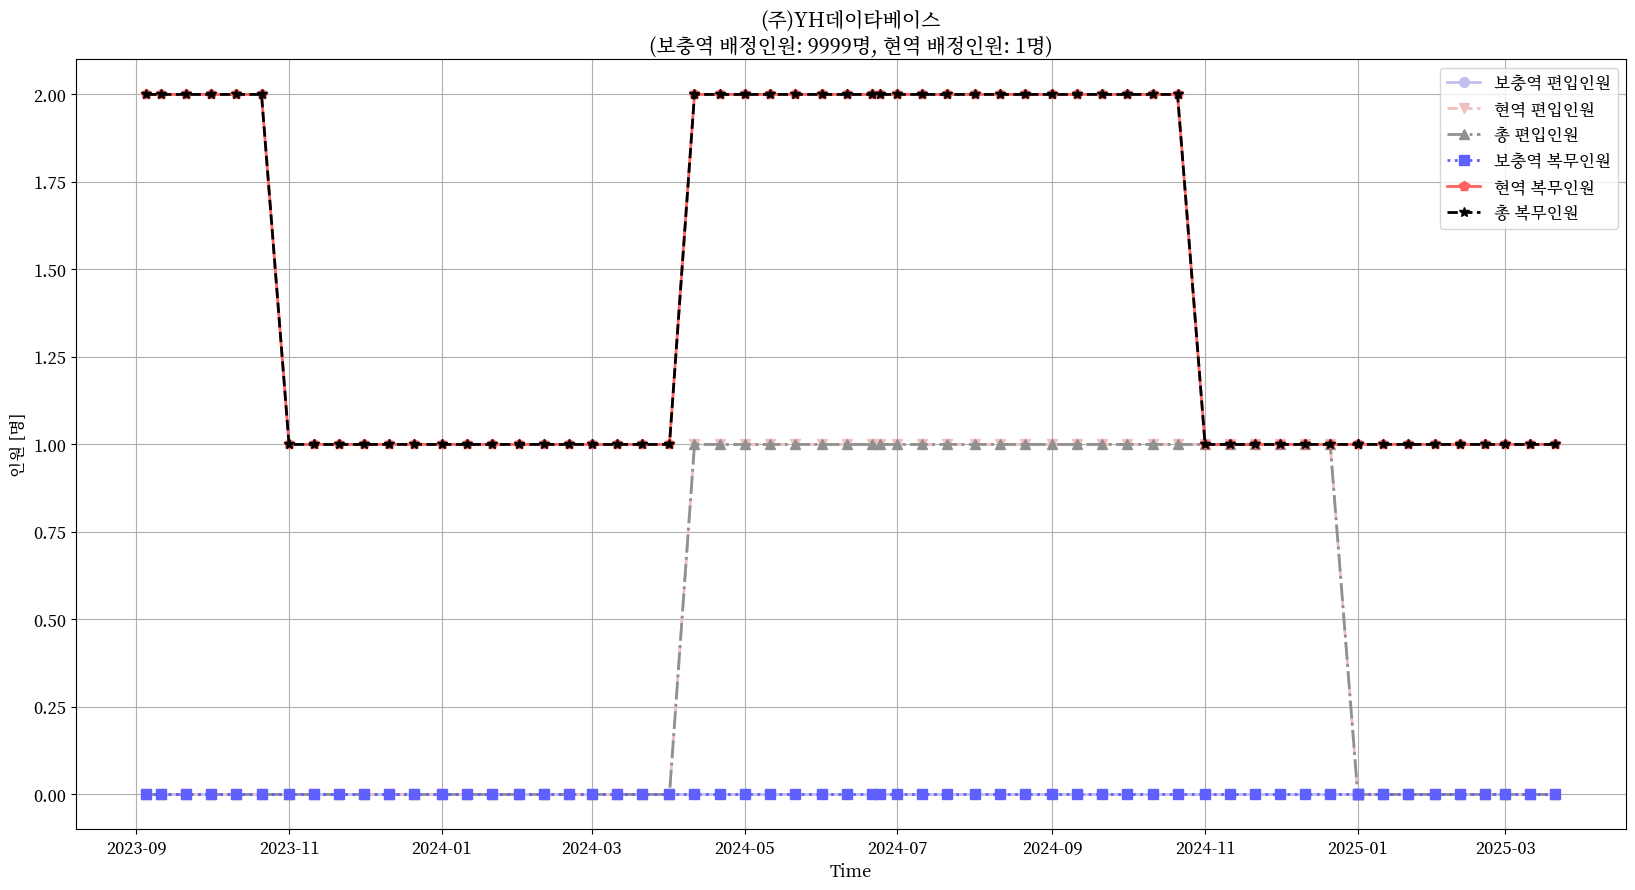 (주)YH데이타베이스
(보충역 배정인원: 9999명, 현역 배정인원: 1명)
보충역 편입인원
현역 편입인원
총 편입인원
보충역 복무인원
현역 복무인원
총 복무인원
인원 [명]
2.00
1.75
1.50
1.25
1.00
0.75
0.50
0.25
0.00
2023-09
2023-11
2024-01
2024-03
2024-05
2024-07
2024-09
2024-11
2025-01
2025-03
Time